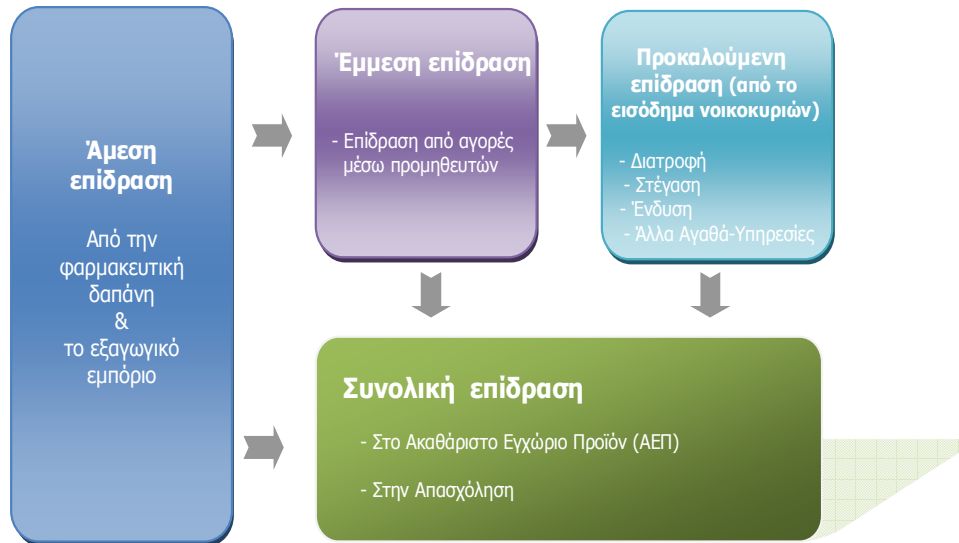 Άμεση
επίδραση
Από την
φαρμακευτική
δαπάνη
&
το εξαγωγικό
εμπόριο
Έμμεση επίδραση
- Επίδραση από αγορές
μέσω προμηθευτών
Προκαλούμενη
επίδραση (από το
εισόδημα νοικοκυριών)
- Διατροφή
- Στέγαση
- Ένδυση
- Άλλα Αγαθά-Υπηρεσίες
Συνολική επίδραση
- Στο Ακαθάριστο Εγχώριο Προϊόν (ΑΕΠ)
- Στην Απασχόληση